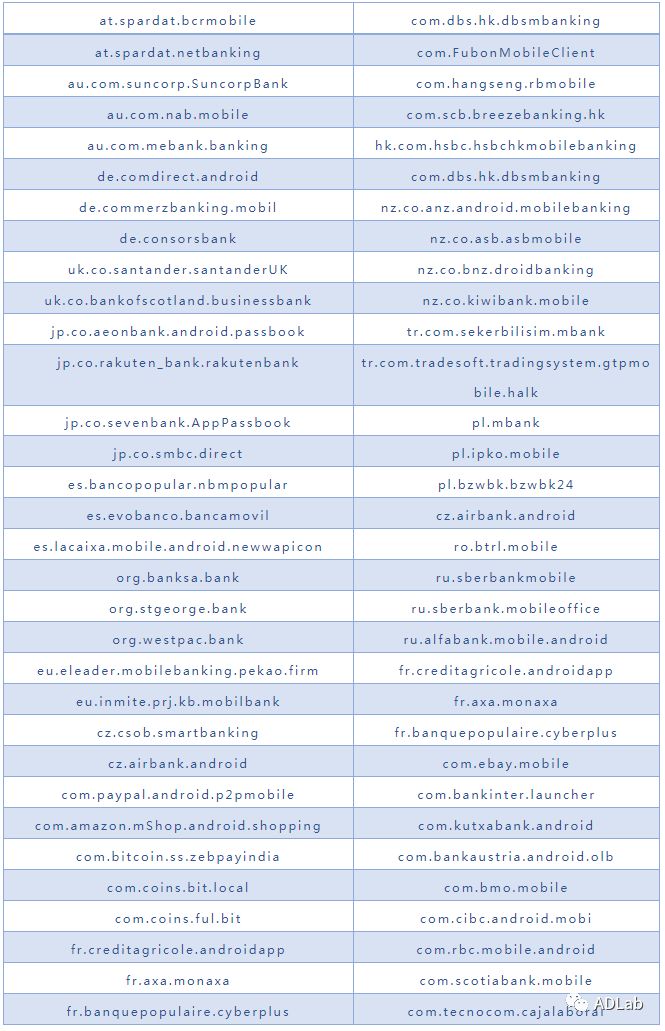 at.spardat.bcrmobile com.dbs.hk.dbsmbanking
at.spardat.netbanking com.FubonMobileClient
au.com.suncorp.SuncorpBank com.hangseng.rbmobile
au.com.nab.mobile com.scb.breezebanking.hk
au.com.mebank.banking hk.com.hsbc.hsbchkmobilebanking
de.comdirect.android com.dbs.hk.dbsmbanking
de.commerzbanking.mobil nz.co.anz.android.mobilebanking
de.consorsbank nz.co.asb.asbmobile
uk.co.santander.santanderUK nz.co.bnz.droidbanking
uk.co.bankofscotland.businessbank nz.co.kiwibank.mobile
jp.co.aeonbank.android.passbook tr.com.sekerbilisim.mbank
jp.co.rakuten_bank.rakutenbank tr.com.tradesoft.tradingsystem.gtpmo
bile.halk
jp.co.sevenbank.AppPassbook pl.mbank
jp.co.smbc.direct pl.ipko.mobile
es.bancopopular.nbmpopular pl.bzwbk.bzwbk24
es.evobanco.bancamovil cz.airbank.android
es.lacaixa.mobile.android.newwapicon ro.btrl.mobile
org.banksa.bank ru.sberbankmobile
org.stgeorge.bank ru.sberbank.mobileoffice
org.westpac.bank ru.alfabank.mobile.android
eu.eleader.mobilebanking.pekao.firm fr.creditagricole.androidapp
eu.inmite.prj.kb.mobilbank fr.axa.monaxa
cz.csob.smartbanking fr.banquepopulaire.cyberplus
cz.airbank.android com.ebay.mobile
com.paypal.android.p2pmobile com.bankinter.launcher
com.amazon.mShop.android.shopping com.kutxabank.android
com.bitcoin.ss.zebpayindia com.bankaustria.android.olb
com.coins.bit.local com.bmo.mobile
com.coins.ful.bit com.cibc.android.mobi
fr.creditagricole.androidapp com.rbc.mobile.android
fr.axa.monaxa com.scotiabank.mobile
fr.banquepopulaire.cyberplus com.tecnocom.cajalaboral
ADLab